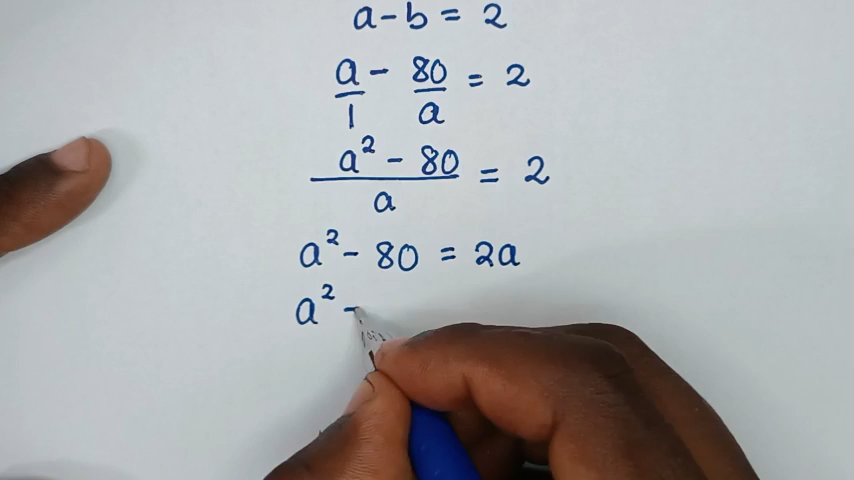 a - b = 2
a/1 - 80/a = 2
a² - 80/a = 2
a² - 80 = 2a
a² -